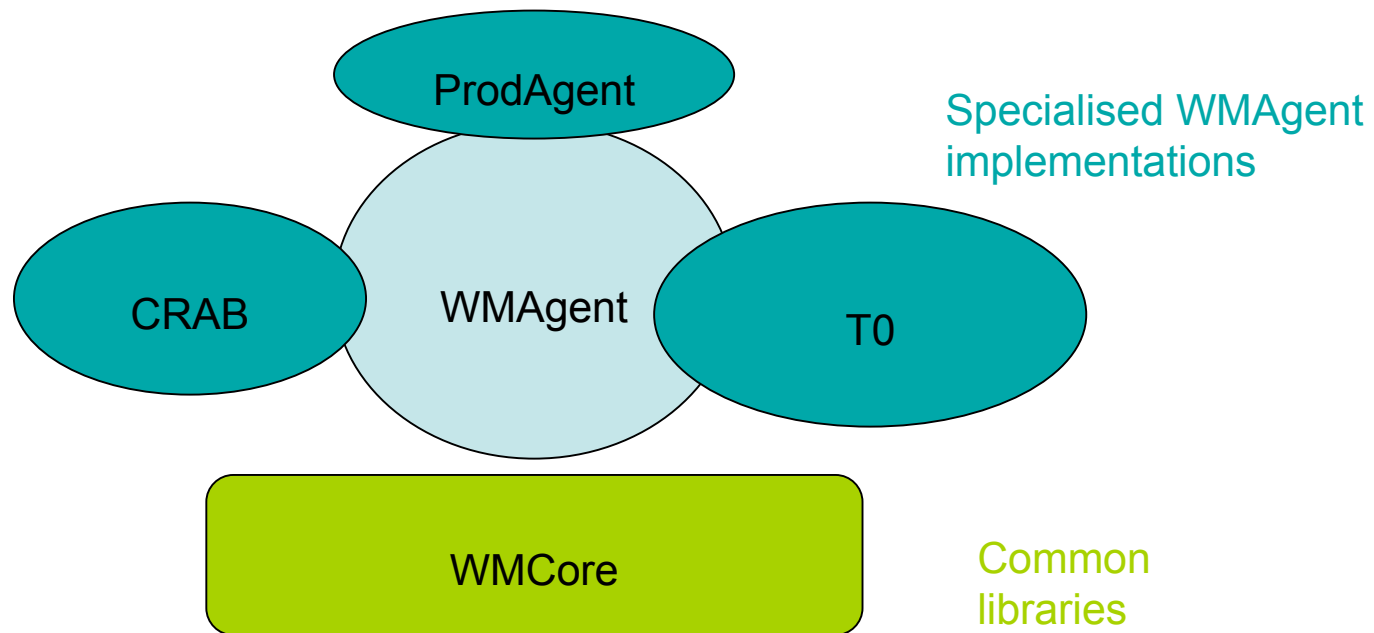 ProdAgent
Specialised WMAgent
implementations
CRAB
WMAgent
T0
WMCore
Common
libraries